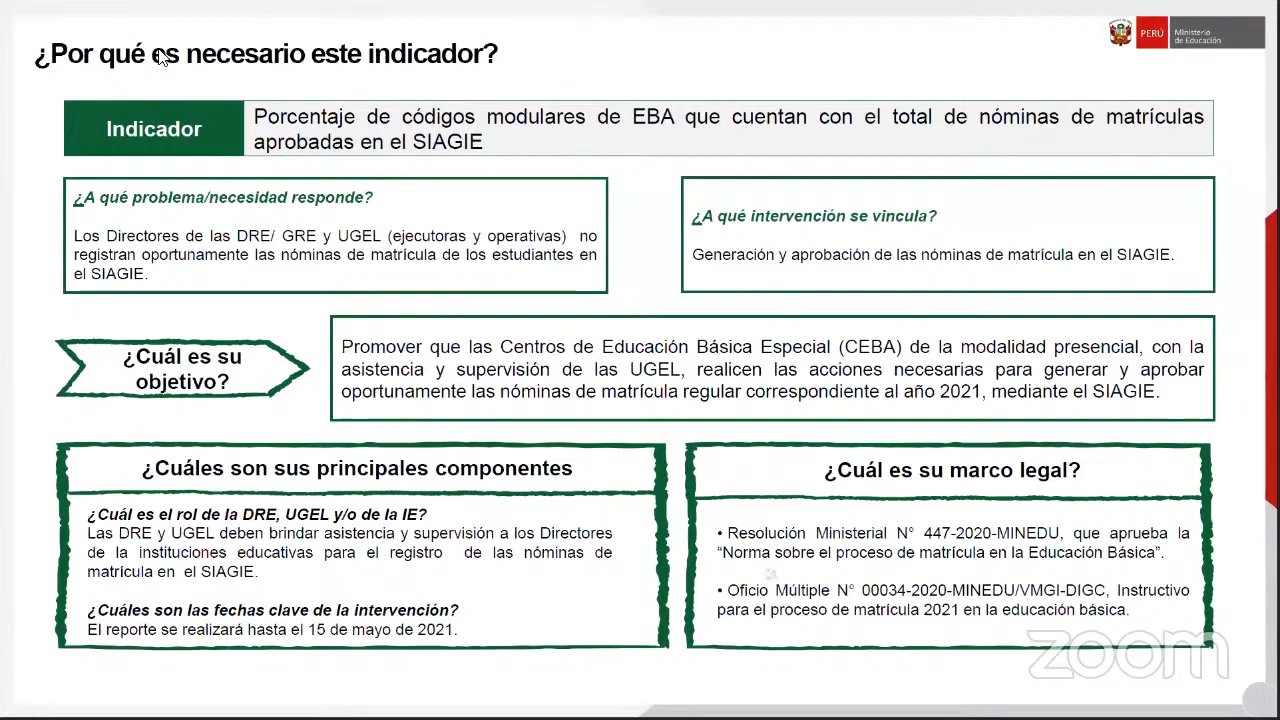 ¿Por qué es necesario este indicador?
PERÚ
Ministerio
de Educación
Indicador
Porcentaje de códigos modulares de EBA que cuentan con el total de nóminas de matrículas
aprobadas en el SIAGIE
¿A qué problema/necesidad responde?
Los Directores de las DRE/ GRE y UGEL (ejecutoras y operativas) no
registran oportunamente las nóminas de matrícula de los estudiantes en
el SIAGIE.
¿A qué intervención se vincula?
Generación y aprobación de las nóminas de matrícula en el SIAGIE.
¿Cuál es su
objetivo?
Promover que las Centros de Educación Básica Especial (CEBA) de la modalidad presencial, con la
asistencia y supervisión de las UGEL, realicen las acciones necesarias para generar y aprobar
oportunamente las nóminas de matrícula regular correspondiente al año 2021, mediante el SIAGIE.
¿Cuáles son sus principales componentes
¿Cuál es el rol de la DRE, UGEL y/o de la IE?
Las DRE y UGEL deben brindar asistencia y supervisión a los Directores
de la instituciones educativas para el registro de las nóminas de
matrícula en el SIAGIE.
¿Cuáles son las fechas clave de la intervención?
El reporte se realizará hasta el 15 de mayo de 2021.
¿Cuál es su marco legal?
• Resolución Ministerial N° 447-2020-MINEDU, que aprueba la
“Norma sobre el proceso de matrícula en la Educación Básica”.
• Oficio Múltiple N° 00034-2020-MINEDU/VMGI-DIGC, Instructivo
para el proceso de matrícula 2021 en la educación básica.
zoom